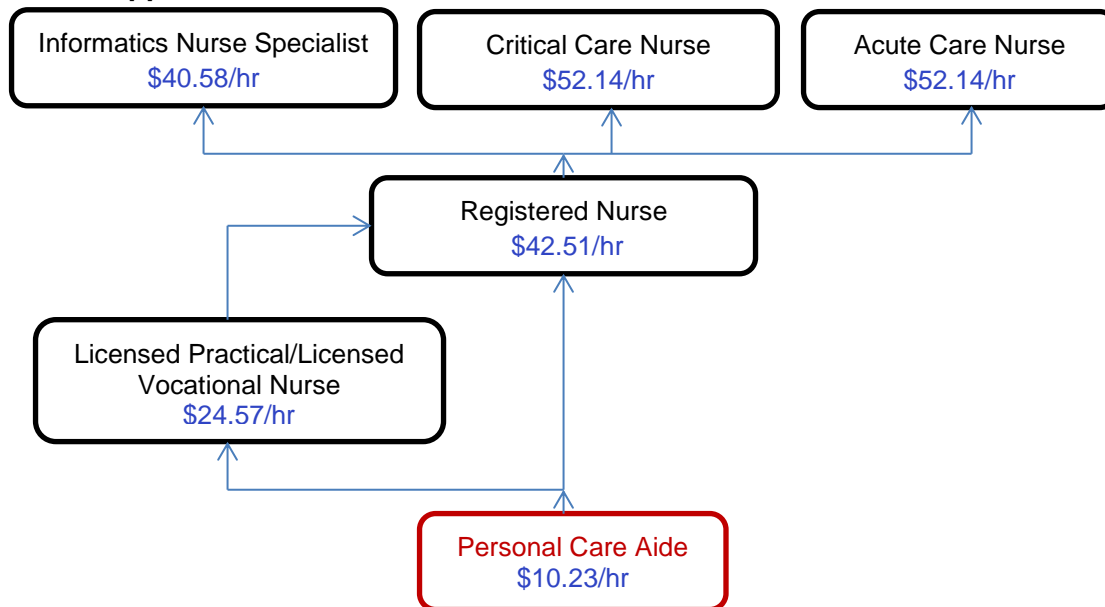 Informatics Nurse Specialist
$40.58/hr
Critical Care Nurse
$52.14/hr
Acute Care Nurse
$52.14/hr
Registered Nurse
$42.51/hr
Licensed Practical/Licensed
Vocational Nurse
$24.57/hr
Personal Care Aide
$10.23/hr